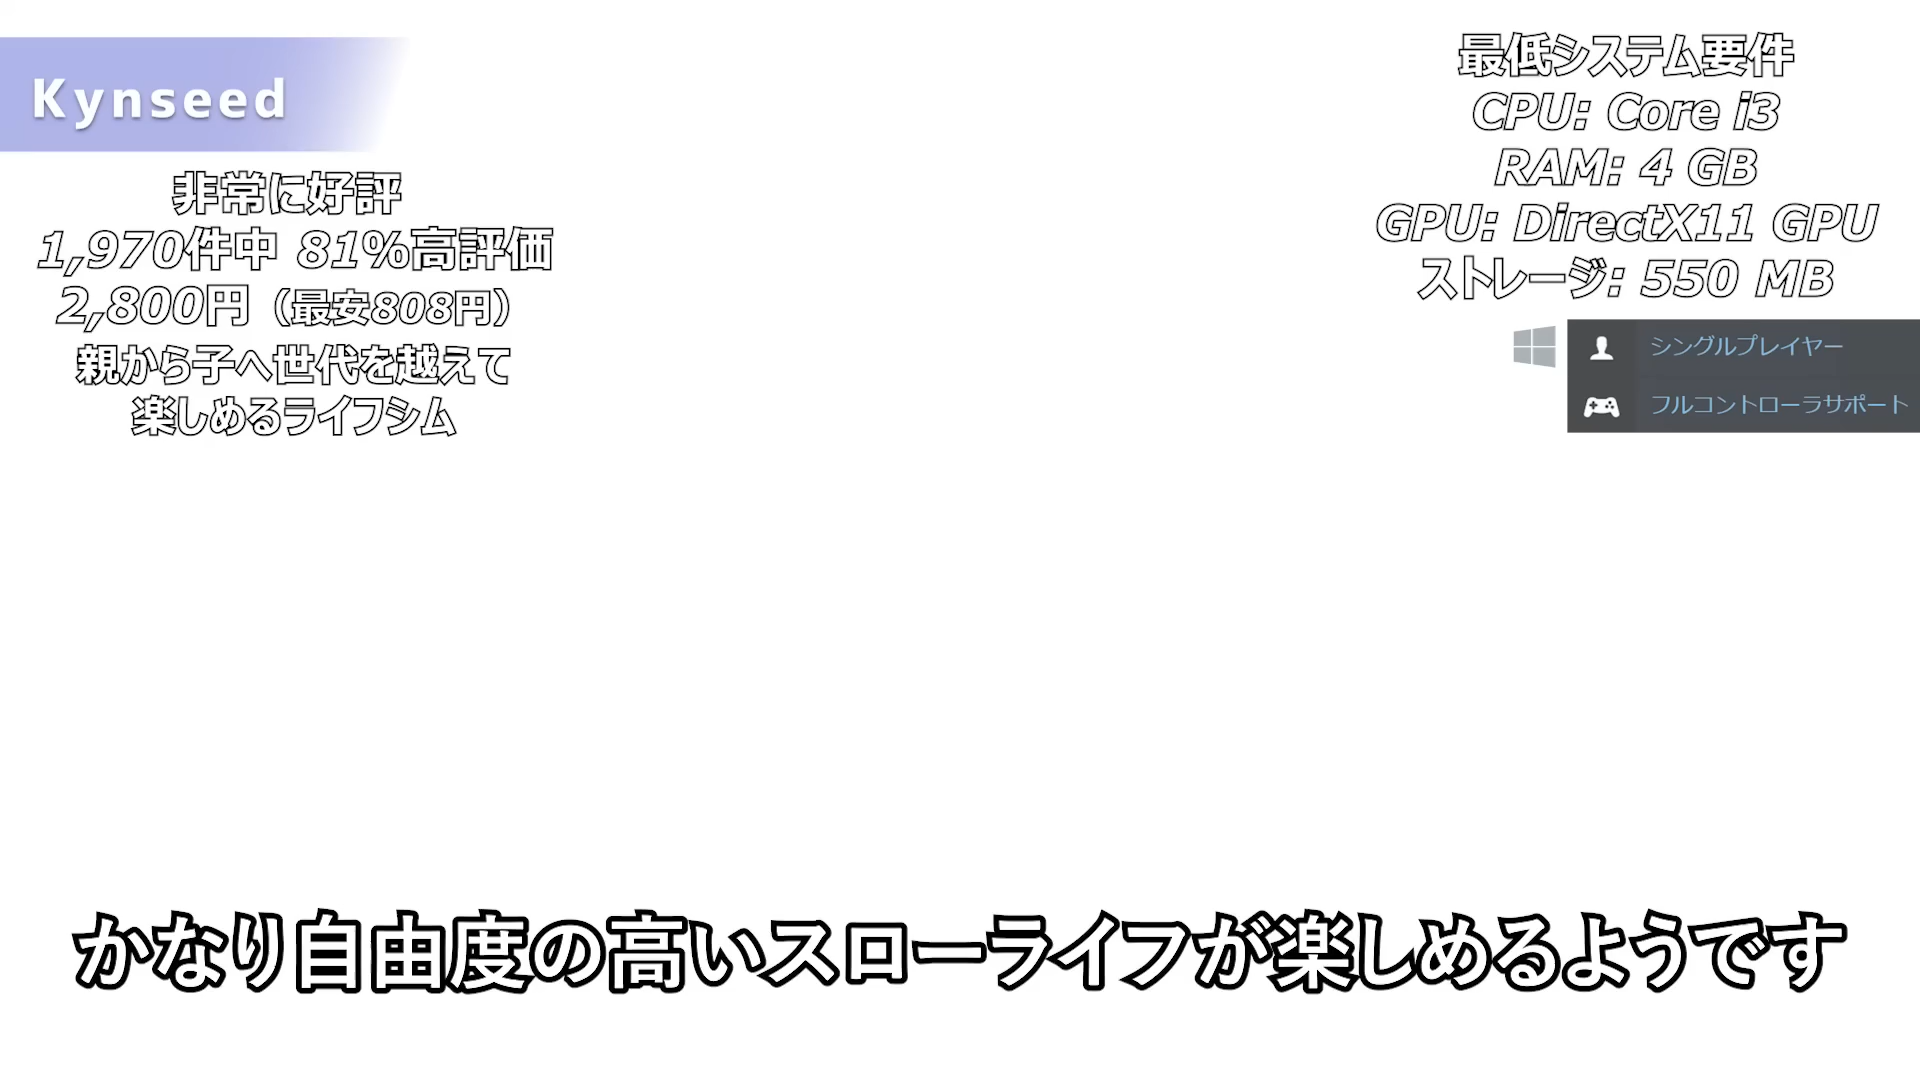 Kynseed
非常に好評
1,970件中 81%高評価
2,800円（最安808円）
親から子へ世代を越えて
楽しめるライフシム
最低システム要件
CPU: Core i3
RAM: 4 GB
GPU: DirectX11 GPU
ストレージ: 550 MB
シングルプレイヤー
フルコントローラサポート
かなり自由度の高いスローライフが楽しめるようです